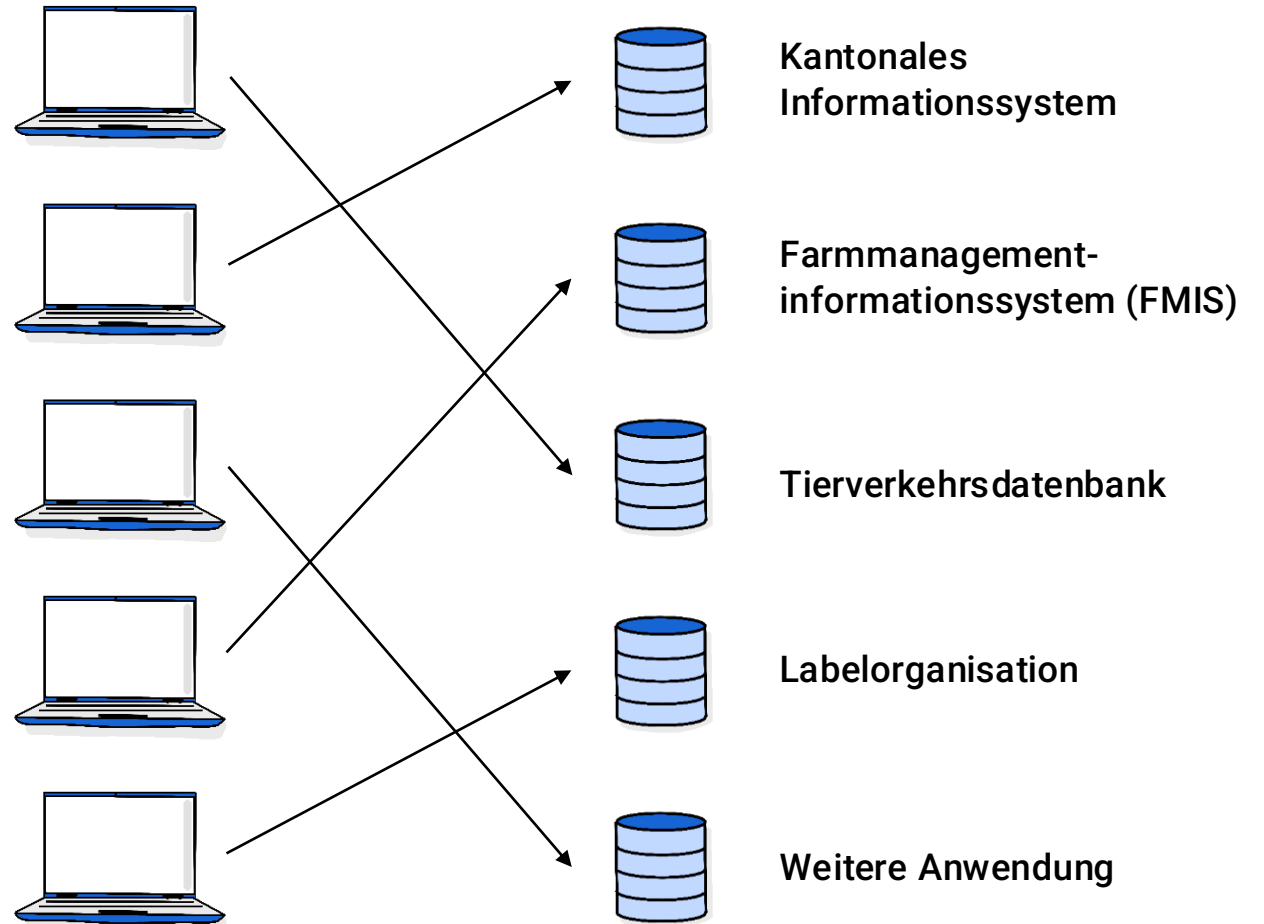 Kantonales
Informationssystem
Farmmanagement-
informationssystem (FMIS)
Tierverkehrsdatenbank
Labelorganisation
Weitere Anwendung